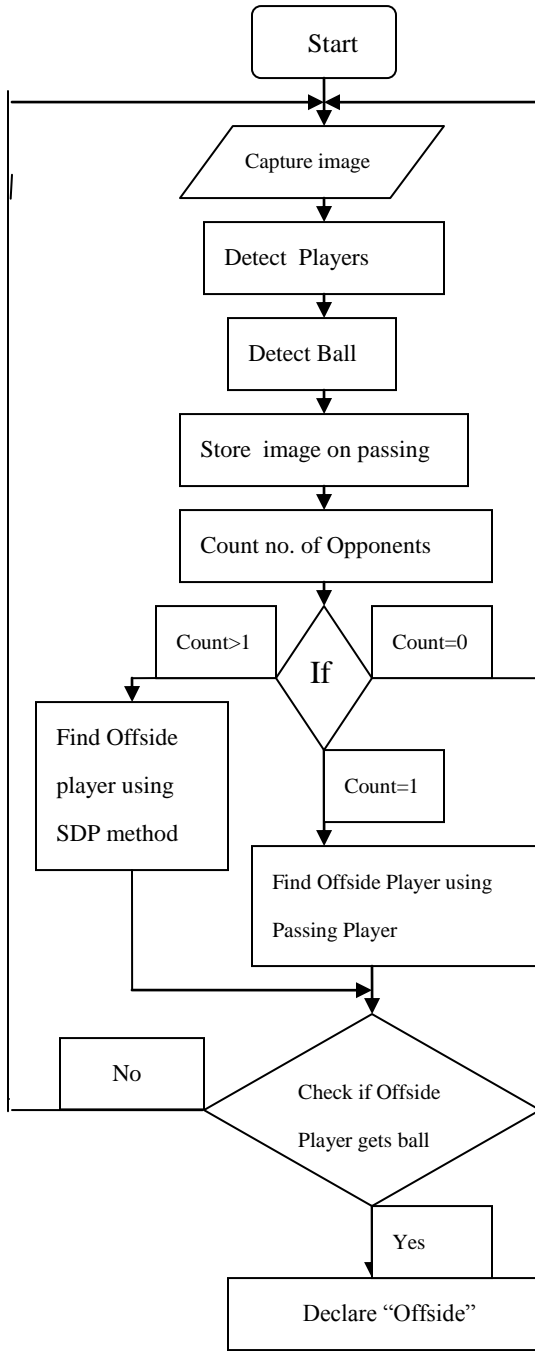 Start
Capture image
Detect Players
Detect Ball
Store image on passing
Count no. of Opponents
Count>1
If
Count=0
Find Offside
player using
SDP method
Count=1
Find Offside Player using
Passing Player
No
Check if Offside
Player gets ball
Yes
Declare “Offside”